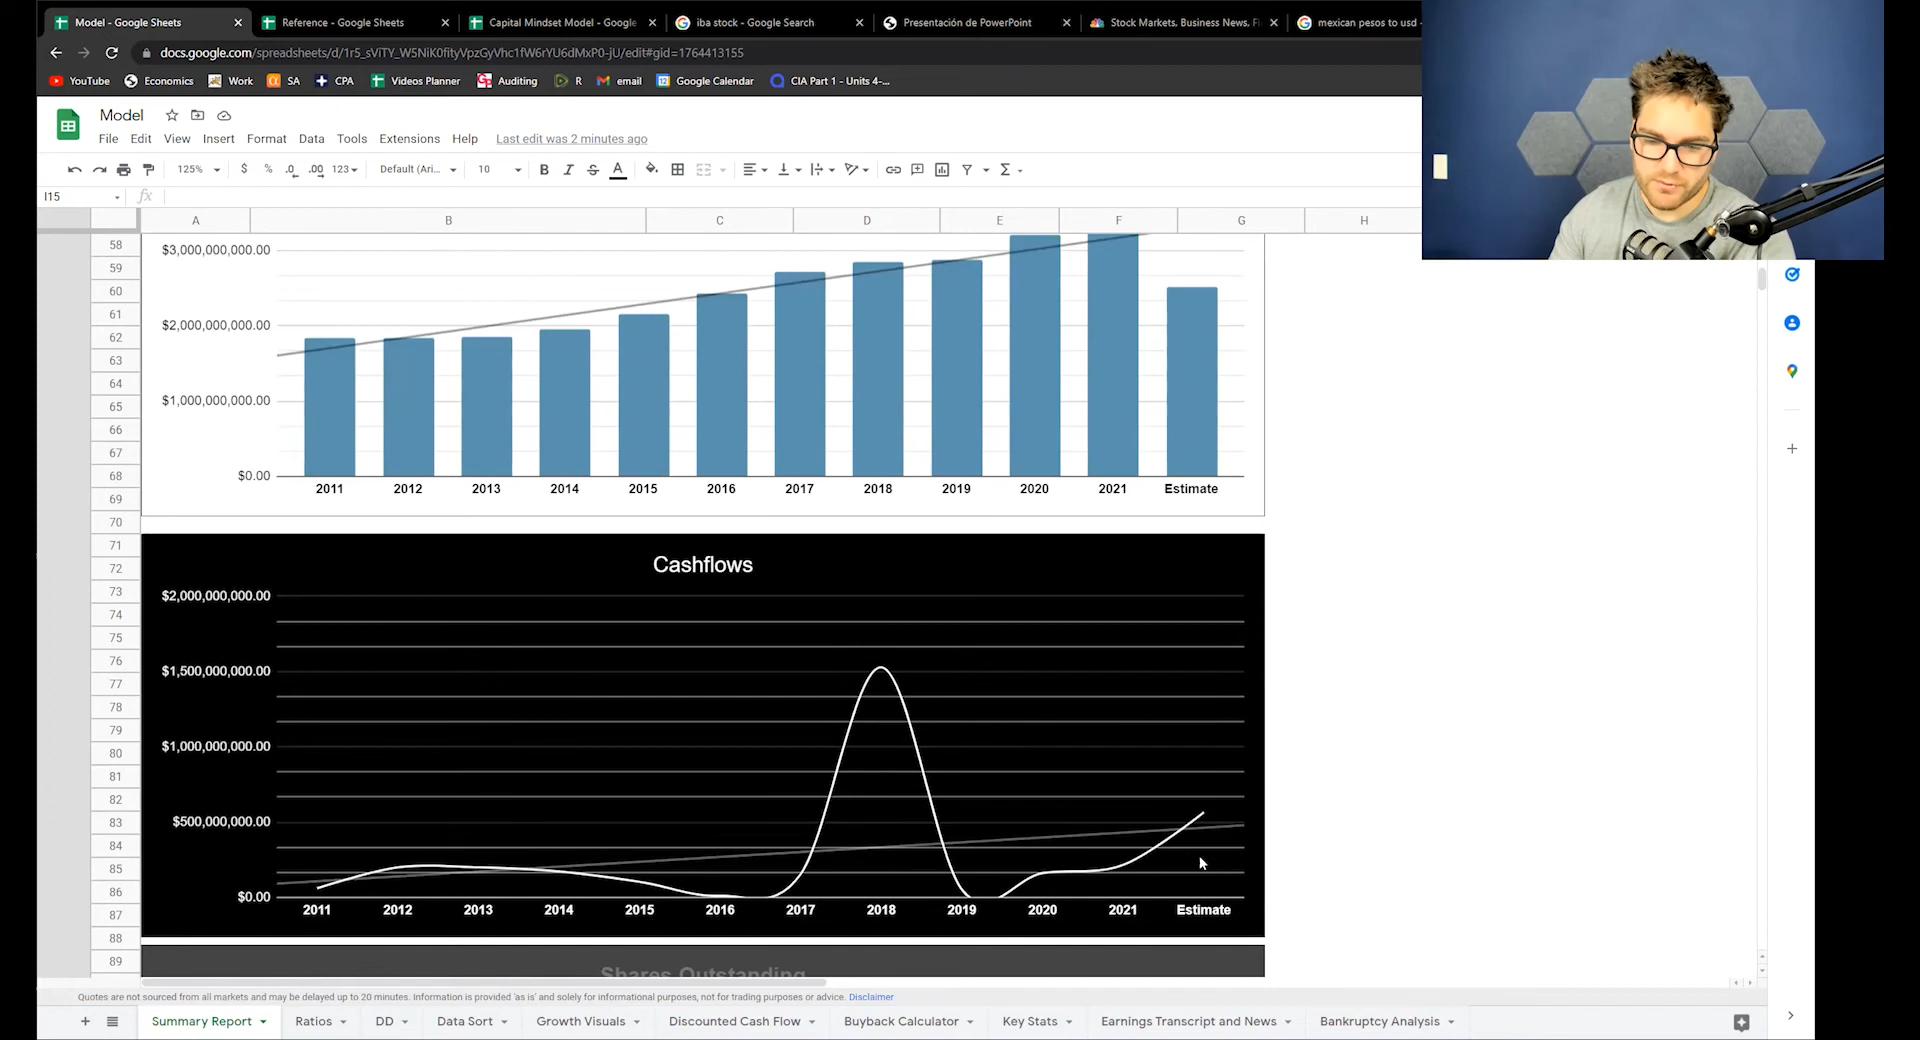 Model - Google Sheets
Reference - Google Sheets
Capital Mindset Model - Google
iba stock - Google Search
Presentación de PowerPoint
Stock Markets, Business News, Fi
mexican pesos to usd -
docs.google.com/spreadsheets/d/1r5_sViTY_W5NiK0fityVpzGyVhc1fW6rYU6dMxP0-jU/edit#gid=1764413155
YouTube
Economics
Work
SA
CPA
Videos Planner
Auditing
R
email
Google Calendar
CIA Part 1 - Units 4-...
Model
File Edit View Insert Format Data Tools Extensions Help Last edit was 2 minutes ago
125% $ % .0 .00 123 Default (Ari... 10 B I S A
I15 fx
A B C D E F G H
58
59
60
61
62
63
64
65
66
67
68
69
70
71
72
73
74
75
76
77
78
79
80
81
82
83
84
85
86
87
88
89
$3,000,000,000.00
$2,000,000,000.00
$1,000,000,000.00
$0.00
2011 2012 2013 2014 2015 2016 2017 2018 2019 2020 2021 Estimate
Cashflows
$2,000,000,000.00
$1,500,000,000.00
$1,000,000,000.00
$500,000,000.00
$0.00
2011 2012 2013 2014 2015 2016 2017 2018 2019 2020 2021 Estimate
Shares Outstanding
Quotes are not sourced from all markets and may be delayed up to 20 minutes. Information is provided 'as is' and solely for informational purposes, not for trading purposes or advice. Disclaimer
Summary Report Ratios DD Data Sort Growth Visuals Discounted Cash Flow Buyback Calculator Key Stats Earnings Transcript and News Bankruptcy Analysis